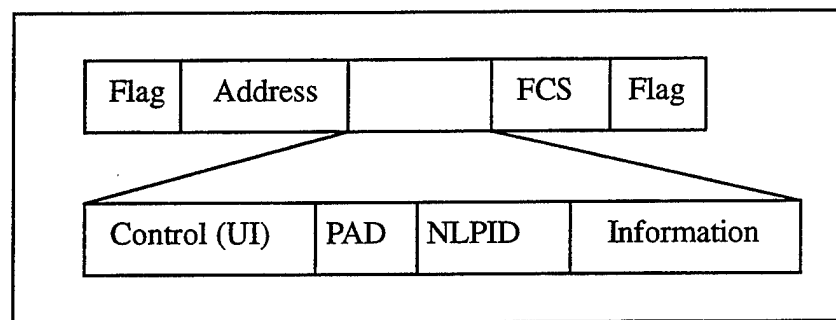 Flag Address FCS Flag
Control (UI) PAD NLPID Information